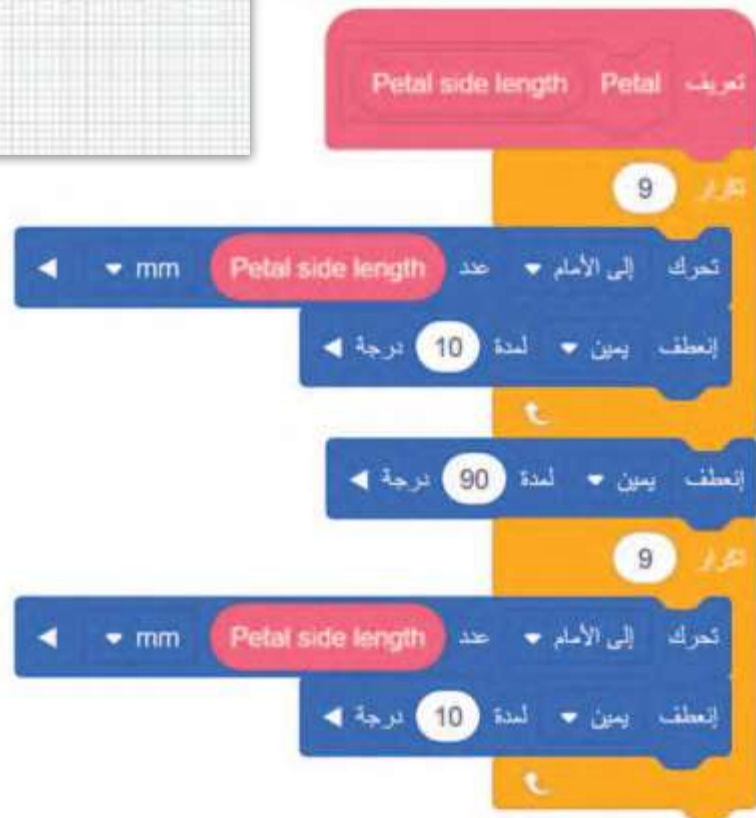 تعريف Petal Petal side length
تكرار 9
تحرك إلى الأمام عدد Petal side length mm
إنعطف يمين لمدة 10 درجة
إنعطف يمين لمدة 90 درجة
تكرار 9
تحرك إلى الأمام عدد Petal side length mm
إنعطف يمين لمدة 10 درجة